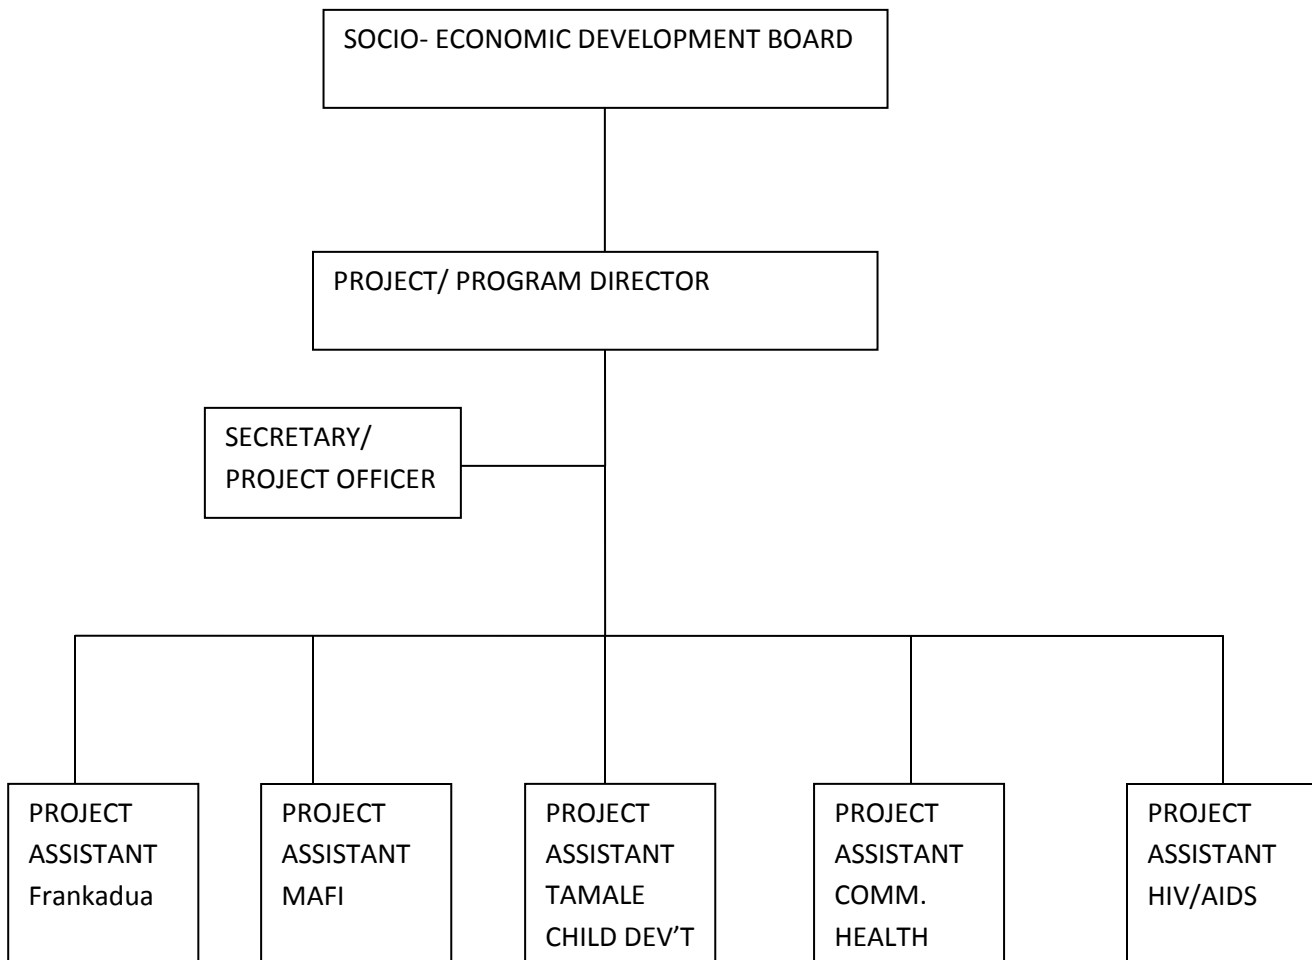 SOCIO- ECONOMIC DEVELOPMENT BOARD
PROJECT/ PROGRAM DIRECTOR
SECRETARY/
PROJECT OFFICER
PROJECT
ASSISTANT
Frankadua
PROJECT
ASSISTANT
MAFI
PROJECT
ASSISTANT
TAMALE
CHILD DEV’T
PROJECT
ASSISTANT
COMM.
HEALTH
PROJECT
ASSISTANT
HIV/AIDS